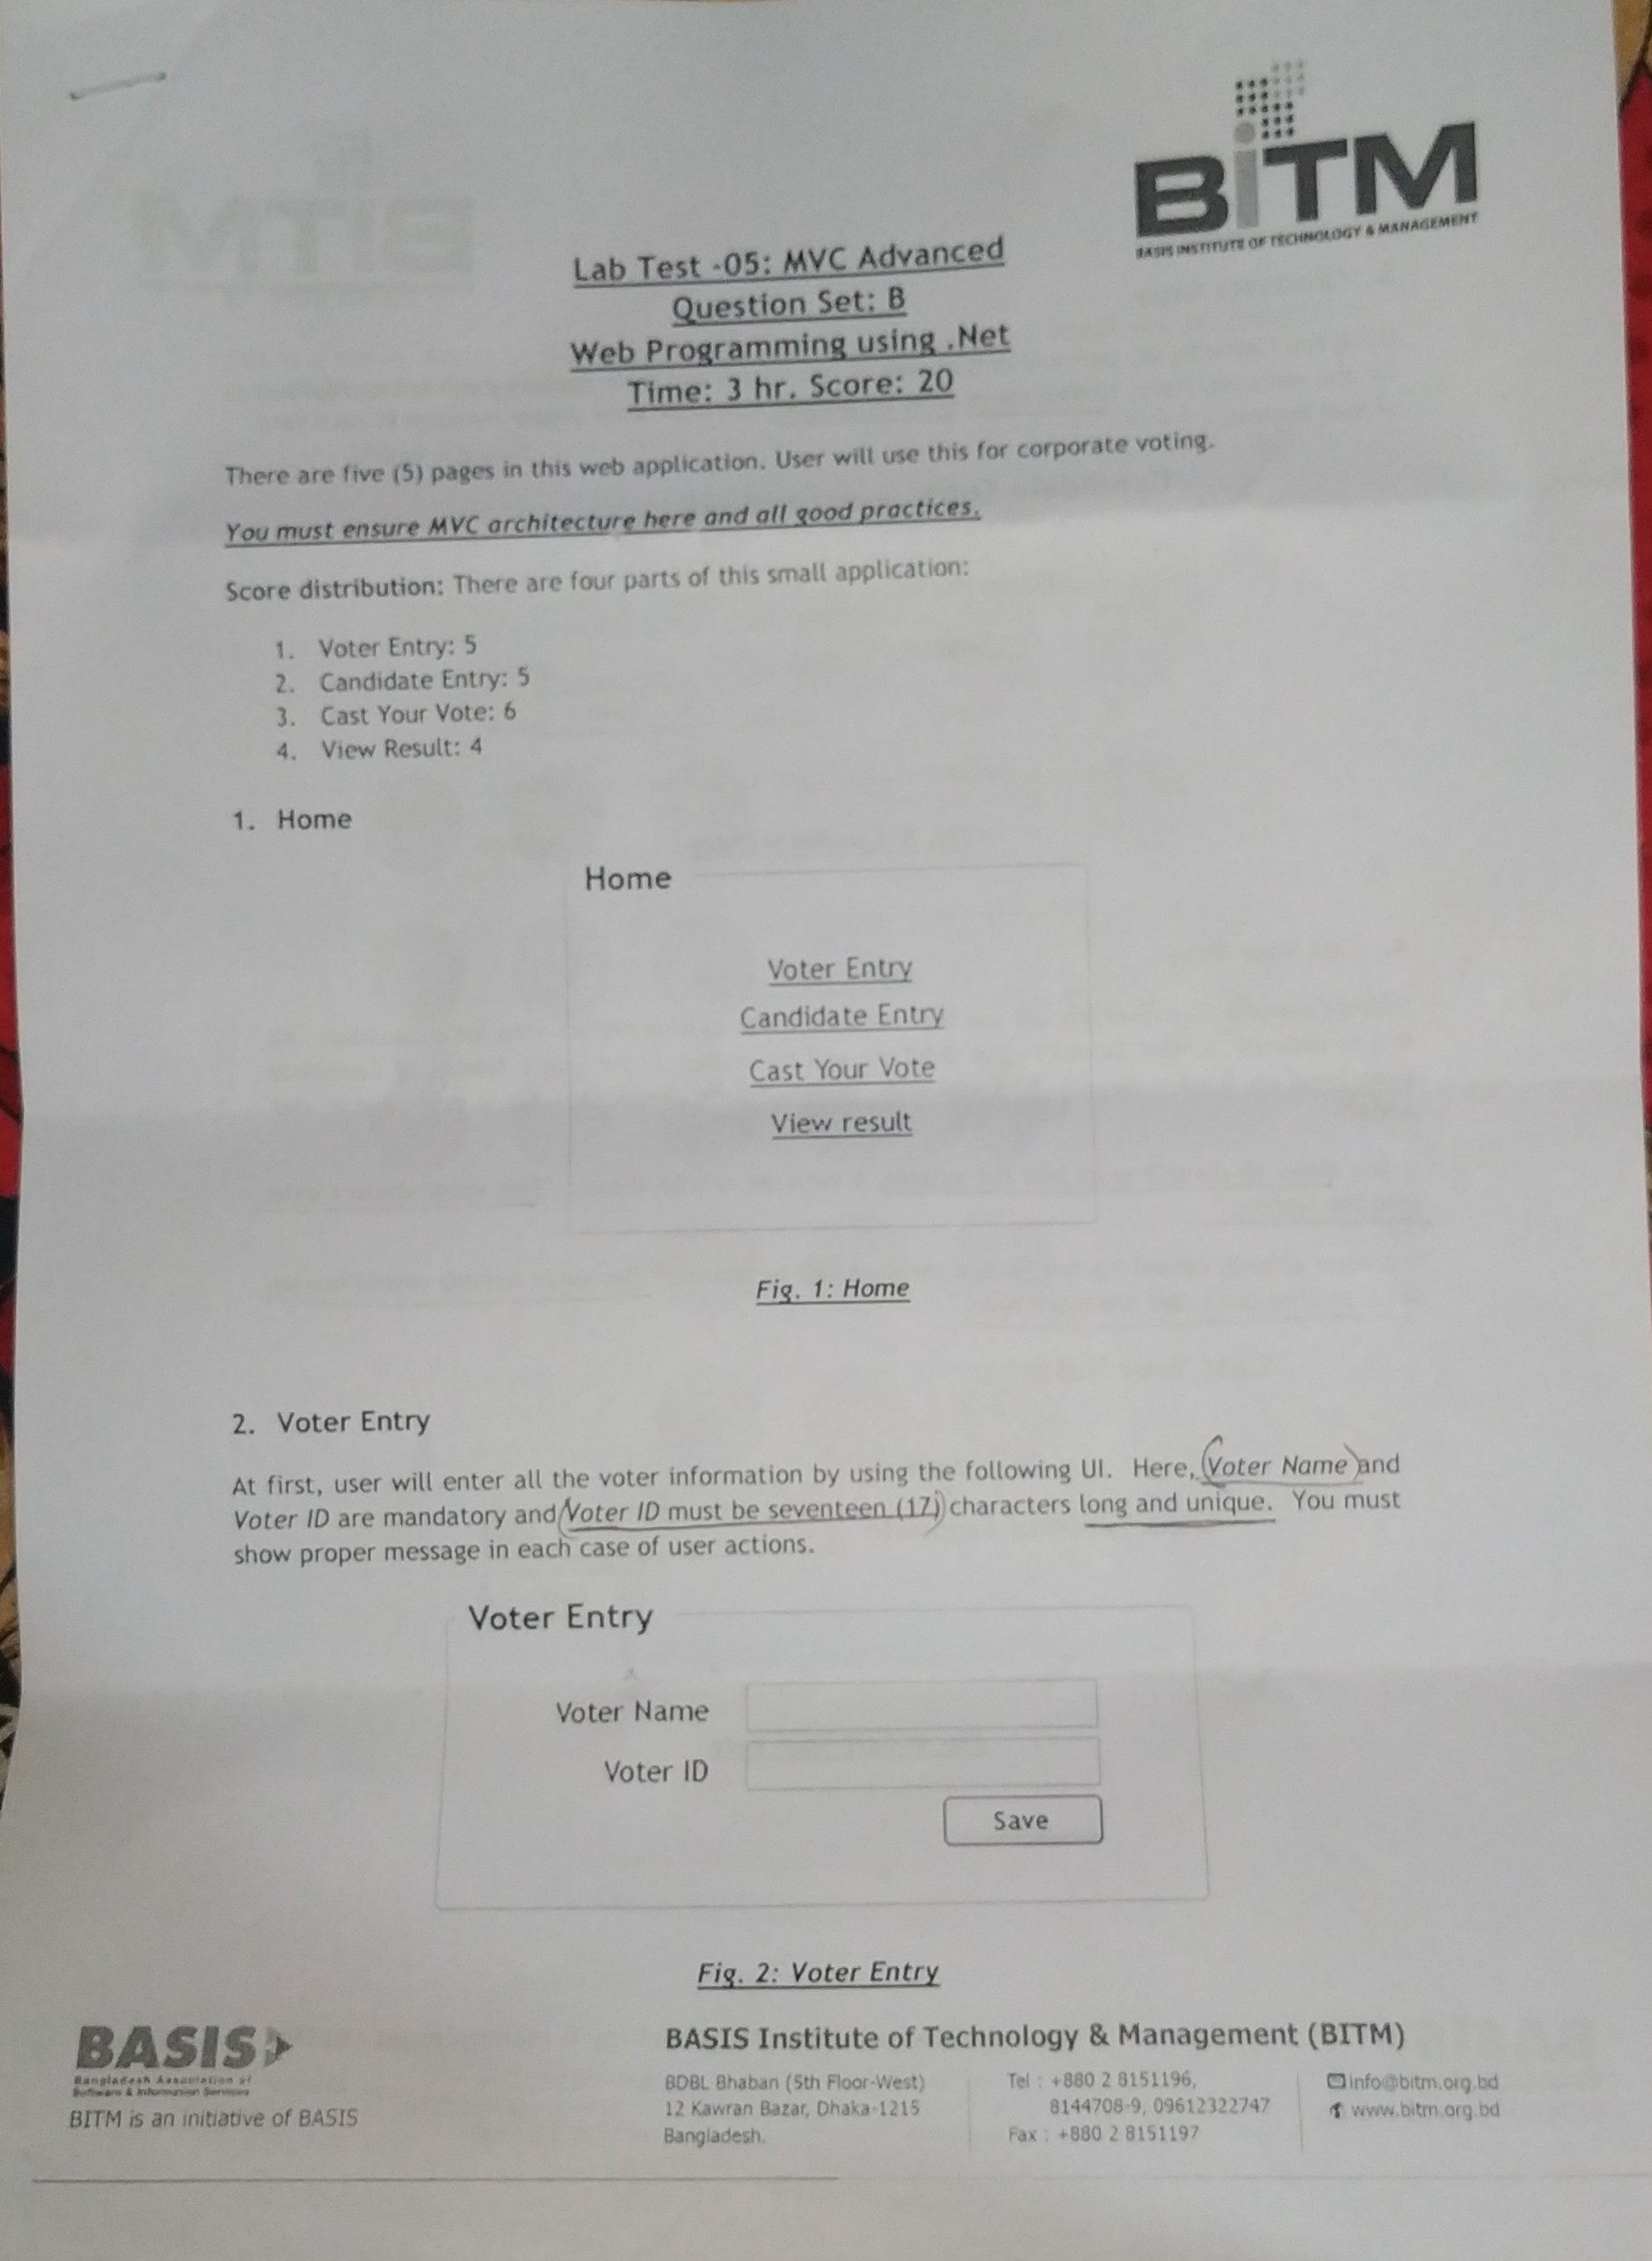 BiTM
BASIS INSTITUTE OF TECHNOLOGY & MANAGEMENT
Lab Test -05: MVC Advanced
Question Set: B
Web Programming using .Net
Time: 3 hr. Score: 20
There are five (5) pages in this web application. User will use this for corporate voting.
You must ensure MVC architecture here and all good practices.
Score distribution: There are four parts of this small application:
1. Voter Entry: 5
2. Candidate Entry: 5
3. Cast Your Vote: 6
4. View Result: 4
1. Home
Home
Voter Entry
Candidate Entry
Cast Your Vote
View result
Fig. 1: Home
2. Voter Entry
At first, user will enter all the voter information by using the following UI. Here, Voter Name and
Voter ID are mandatory and Voter ID must be seventeen (17) characters long and unique. You must
show proper message in each case of user actions.
Voter Entry
Voter Name
Voter ID
Save
Fig. 2: Voter Entry
BASIS
Bangladesh Association of
Software & Information Services
BITM is an initiative of BASIS
BASIS Institute of Technology & Management (BITM)
BDBL Bhaban (5th Floor-West)
12 Kawran Bazar, Dhaka-1215
Bangladesh.
Tel : +880 2 8151196,
8144708-9, 09612322747
Fax : +880 2 8151197
info@bitm.org.bd
www.bitm.org.bd